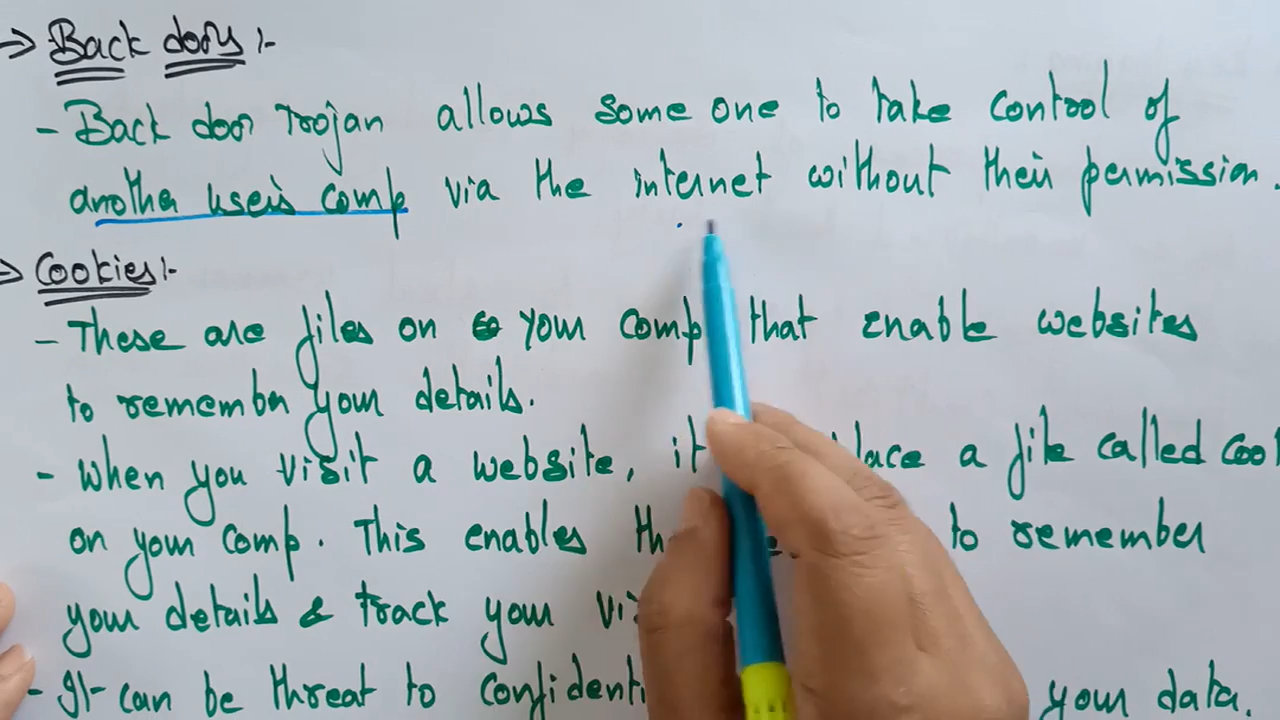 ⇒ Back doors :-
- Back door Trojan allows some one to take control of
another user's comp via the internet without their permission.
⇒ Cookies :-
- These are files on your comp that enable websites
to remember your details.
- When you visit a website, it place a file called
on your comp. This enables to remember
your details & track your
- It can be threat to your data.